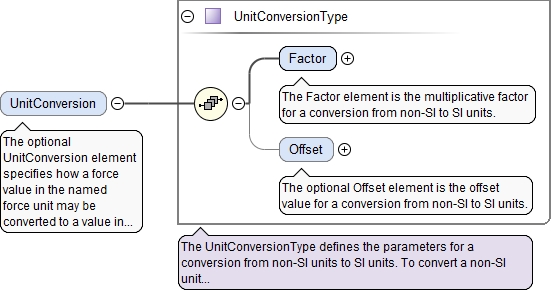 UnitConversionType
Factor
The Factor element is the multiplicative factor
for a conversion from non-SI to SI units.
UnitConversion
The optional
UnitConversion element
specifies how a force
value in the named
force unit may be
converted to a value in...
Offset
The optional Offset element is the offset
value for a conversion from non-SI to SI units.
The UnitConversionType defines the parameters for a
conversion from non-SI units to SI units. To convert a non-SI
unit...